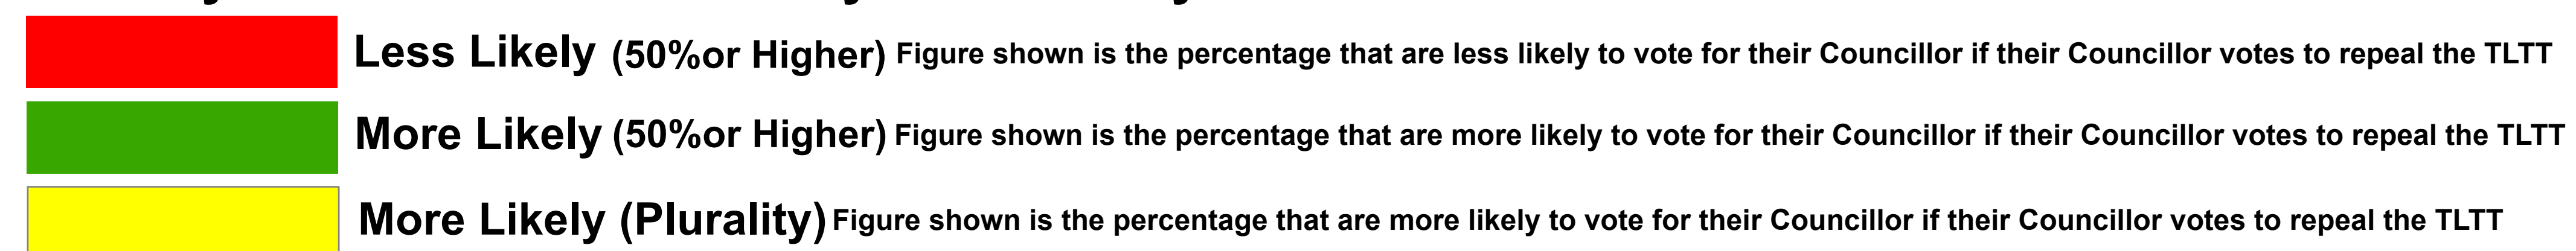 Less Likely (50%or Higher) Figure shown is the percentage that are less likely to vote for their Councillor if their Councillor votes to repeal the TLTT
More Likely (50%or Higher) Figure shown is the percentage that are more likely to vote for their Councillor if their Councillor votes to repeal the TLTT
More Likely (Plurality) Figure shown is the percentage that are more likely to vote for their Councillor if their Councillor votes to repeal the TLTT